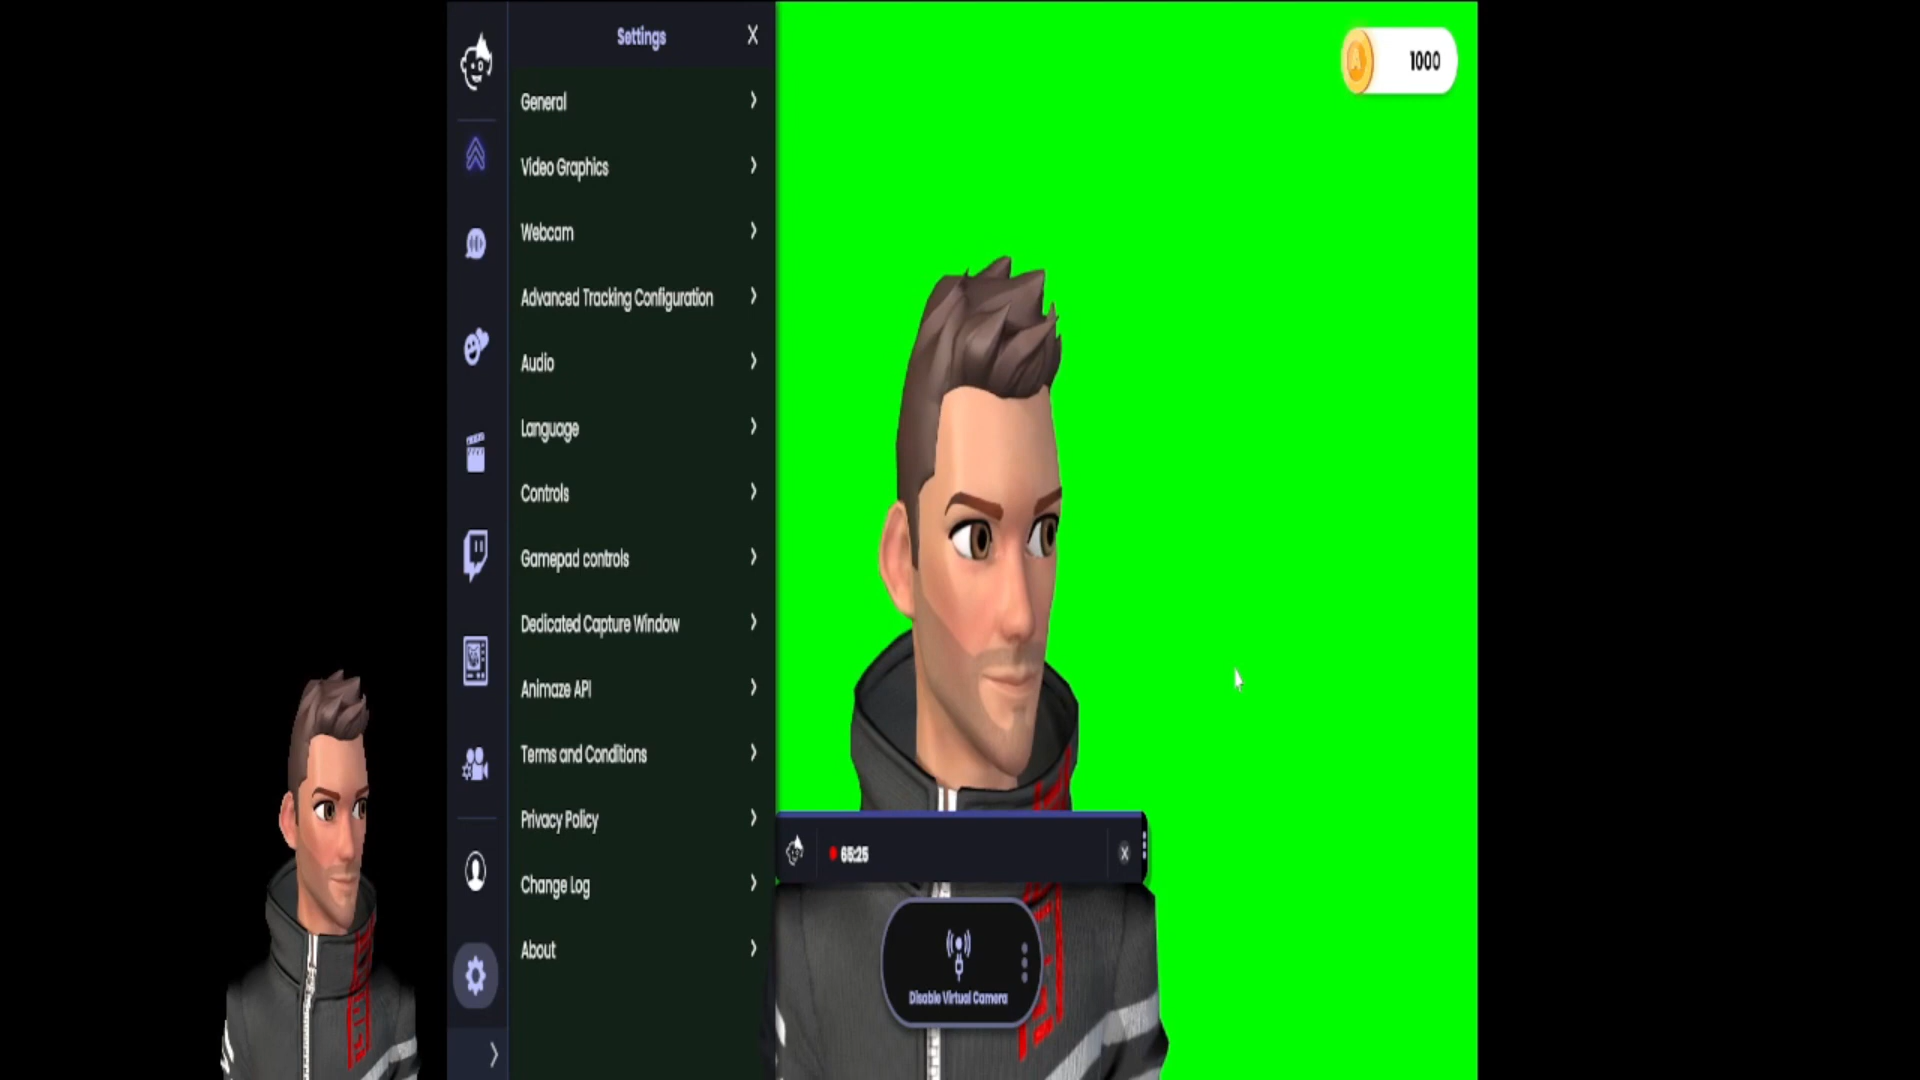 Settings
X
1000
General
Video Graphics
Webcam
Advanced Tracking Configuration
Audio
Language
Controls
Gamepad controls
Dedicated Capture Window
Animaze API
Terms and Conditions
Privacy Policy
65:25
Change Log
About
Disable Virtual Camera